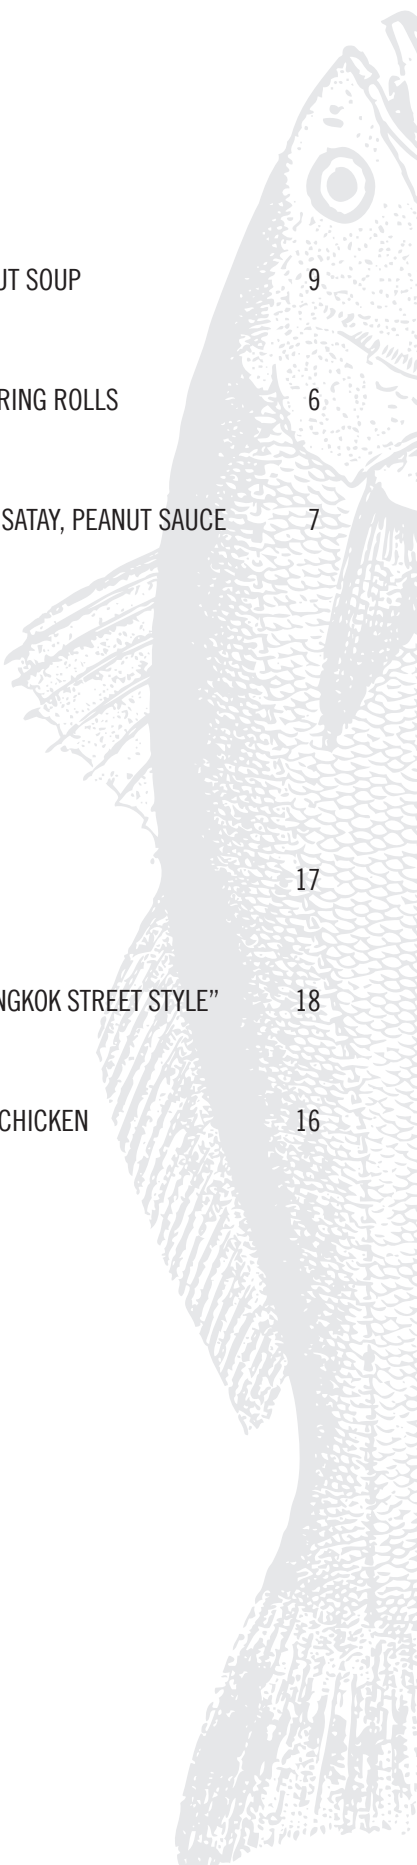 UT SOUP 9
RING ROLLS 6
SATAY, PEANUT SAUCE 7
17
NGKOK STREET STYLE” 18
CHICKEN 16